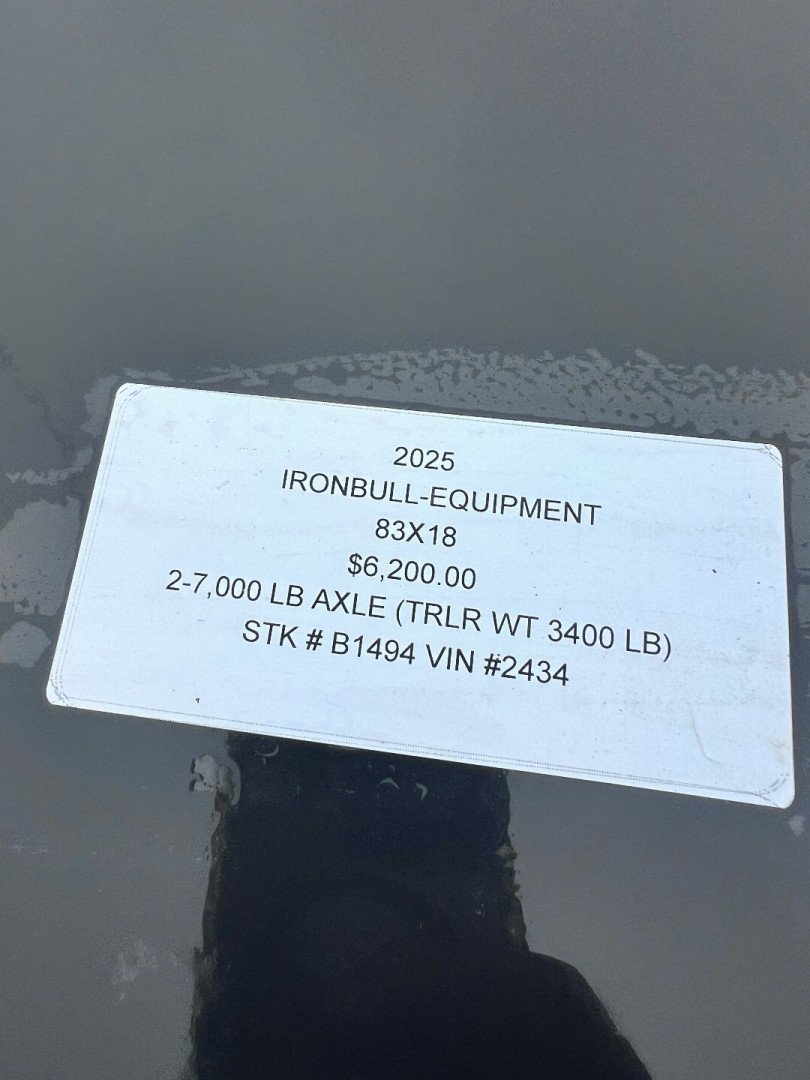 2025
IRONBULL-EQUIPMENT
83X18
$6,200.00
2-7,000 LB AXLE (TRLR WT 3400 LB)
STK # B1494 VIN #2434